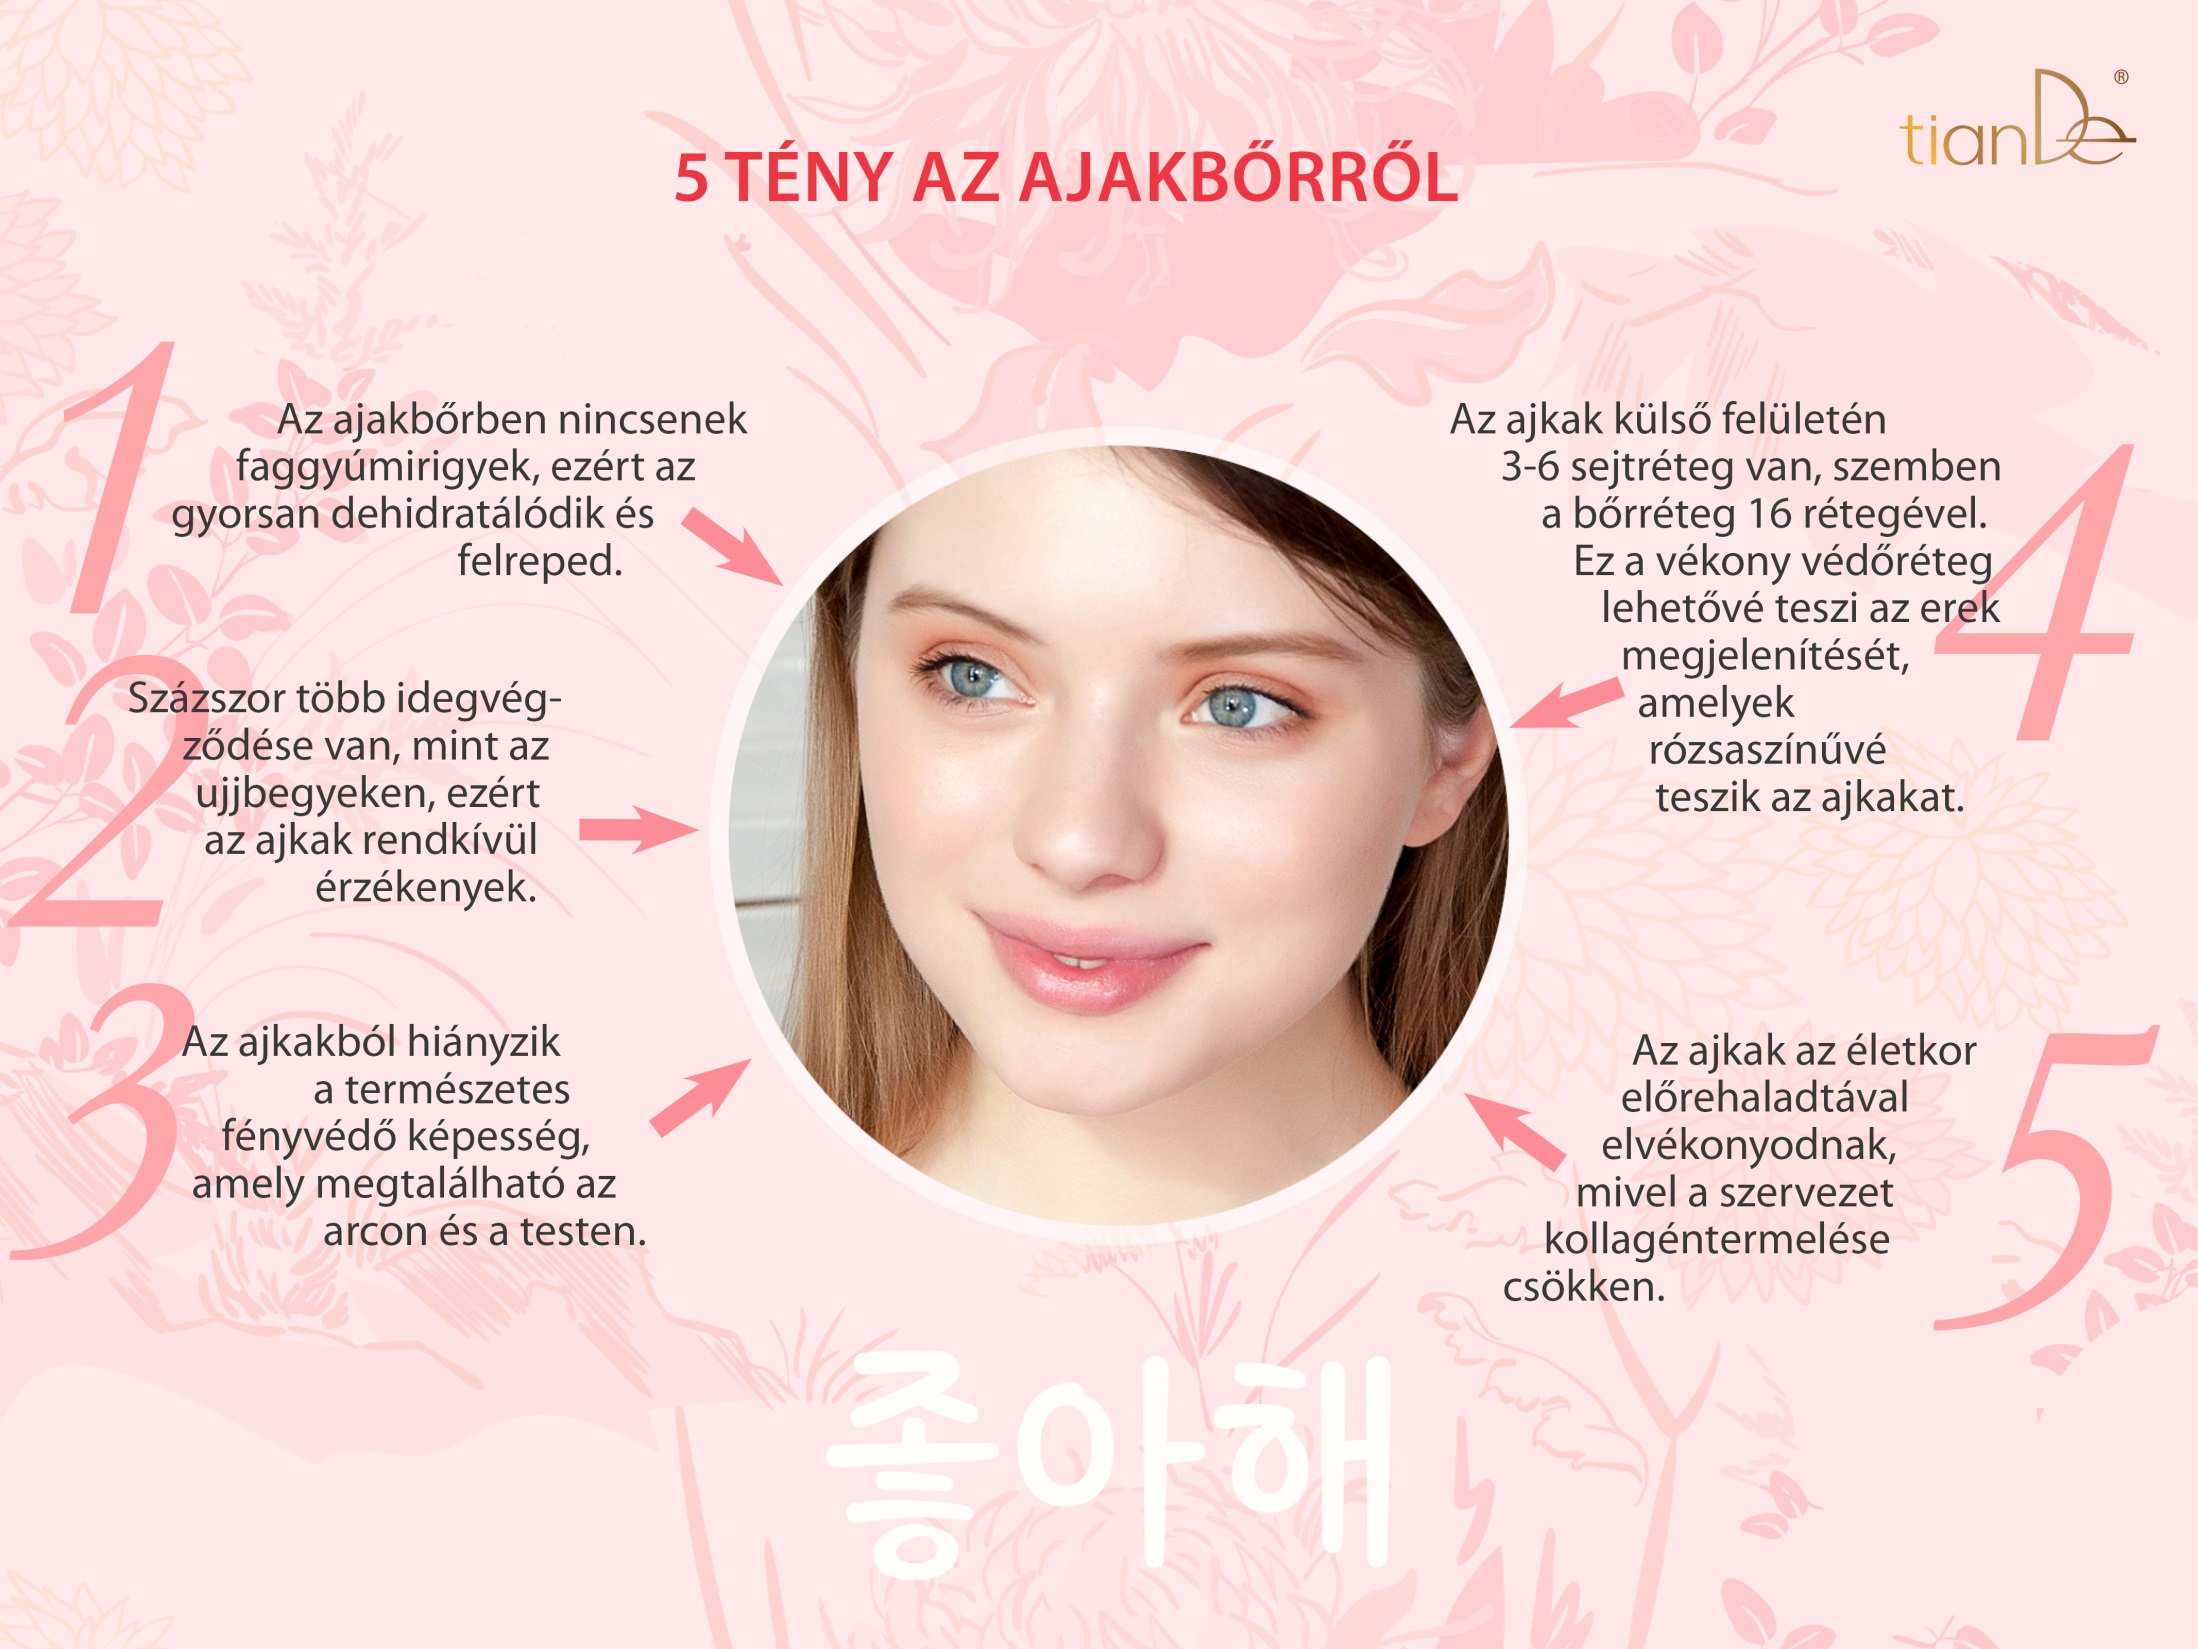 tianDe®
5 TÉNY AZ AJAKBŐRRŐL
1
Az ajakbőrben nincsenek
faggyúmirigyek, ezért az
gyorsan dehidratálódik és
felreped.
2
Százszor több idegvég-
ződése van, mint az
ujjbegyeken, ezért
az ajkak rendkívül
érzékenyek.
3
Az ajkakból hiányzik
a természetes
fényvédő képesség,
amely megtalálható az
arcon és a testen.
4
Az ajkak külső felületén
3-6 sejtréteg van, szemben
a bőrréteg 16 rétegével.
Ez a vékony védőréteg
lehetővé teszi az erek
megjelenítését,
amelyek
rózsaszínűvé
teszik az ajkakat.
5
Az ajkak az életkor
előrehaladtával
elvékonyodnak,
mivel a szervezet
kollagéntermelése
csökken.
좋아해